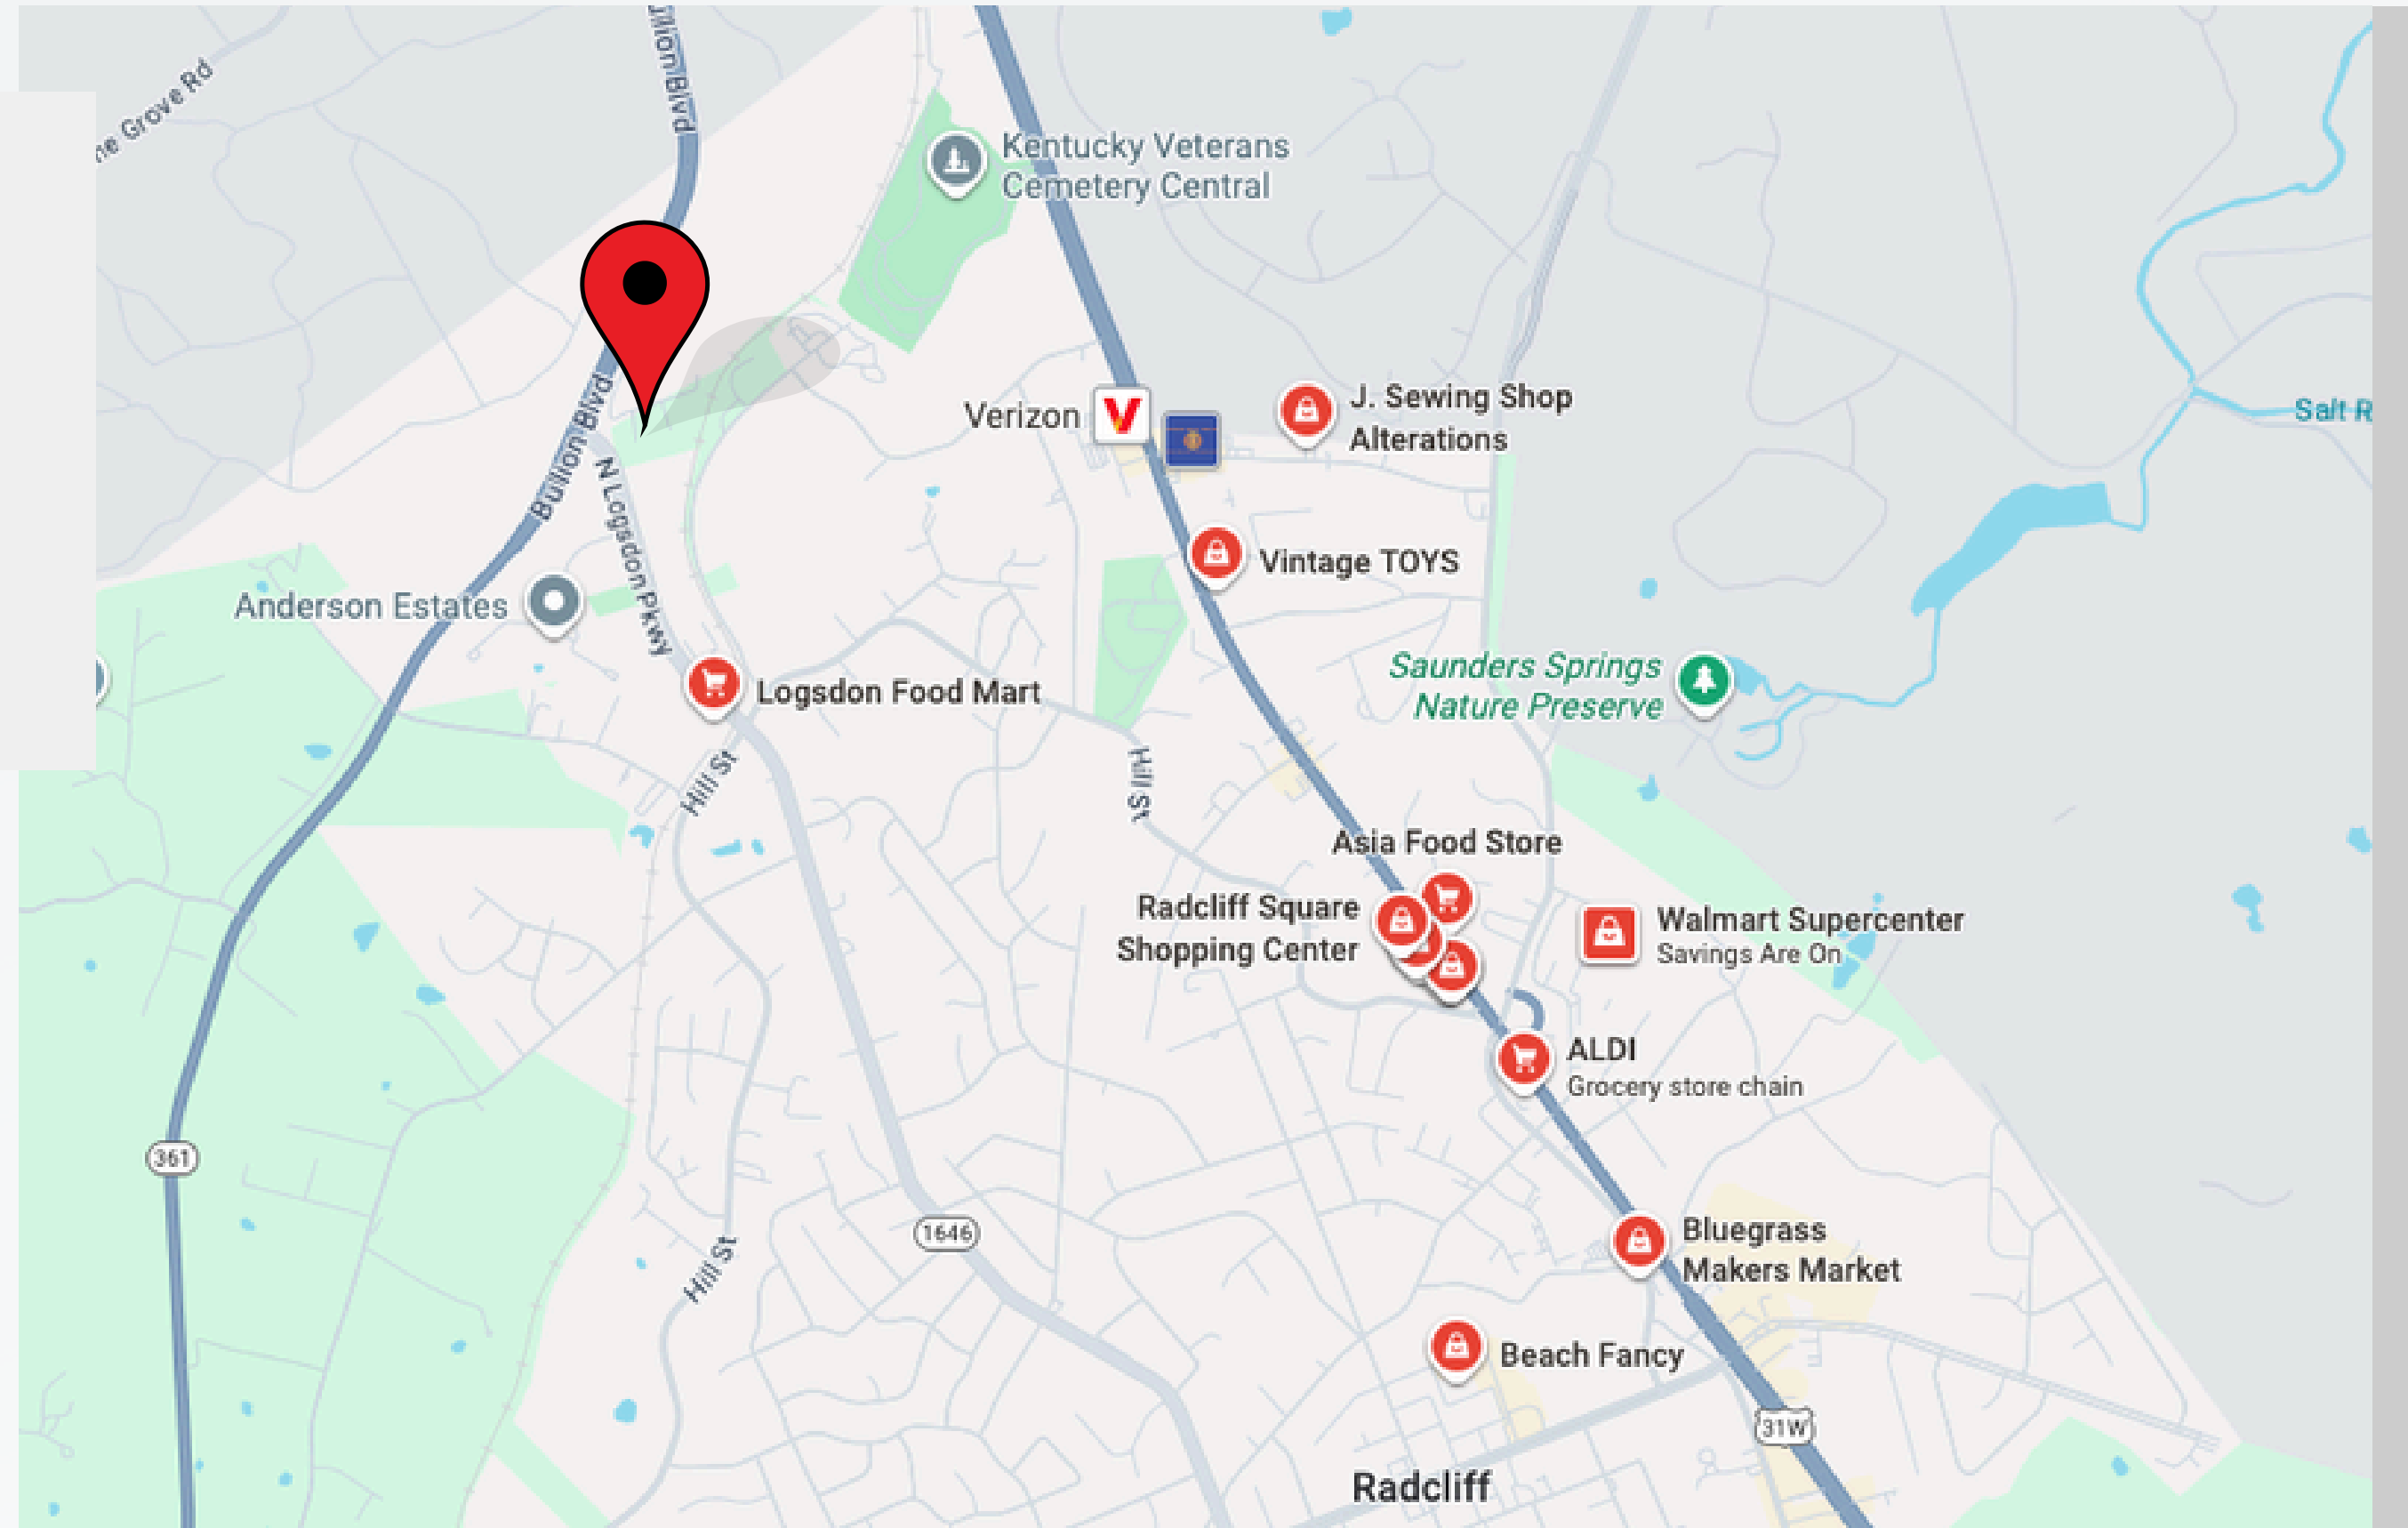 llion Blvd
ne Grove Rd
Kentucky Veterans
Cemetery Central
Verizon
V
J. Sewing Shop
Alterations
Salt R
Bullion Blvd
N Logsdon Pkwy
Vintage TOYS
Anderson Estates
Logsdon Food Mart
Saunders Springs
Nature Preserve
Hill St
Hill St
Asia Food Store
Radcliff Square
Shopping Center
Walmart Supercenter
Savings Are On
ALDI
Grocery store chain
361
1646
Hill St
Bluegrass
Makers Market
Beach Fancy
31W
Radcliff